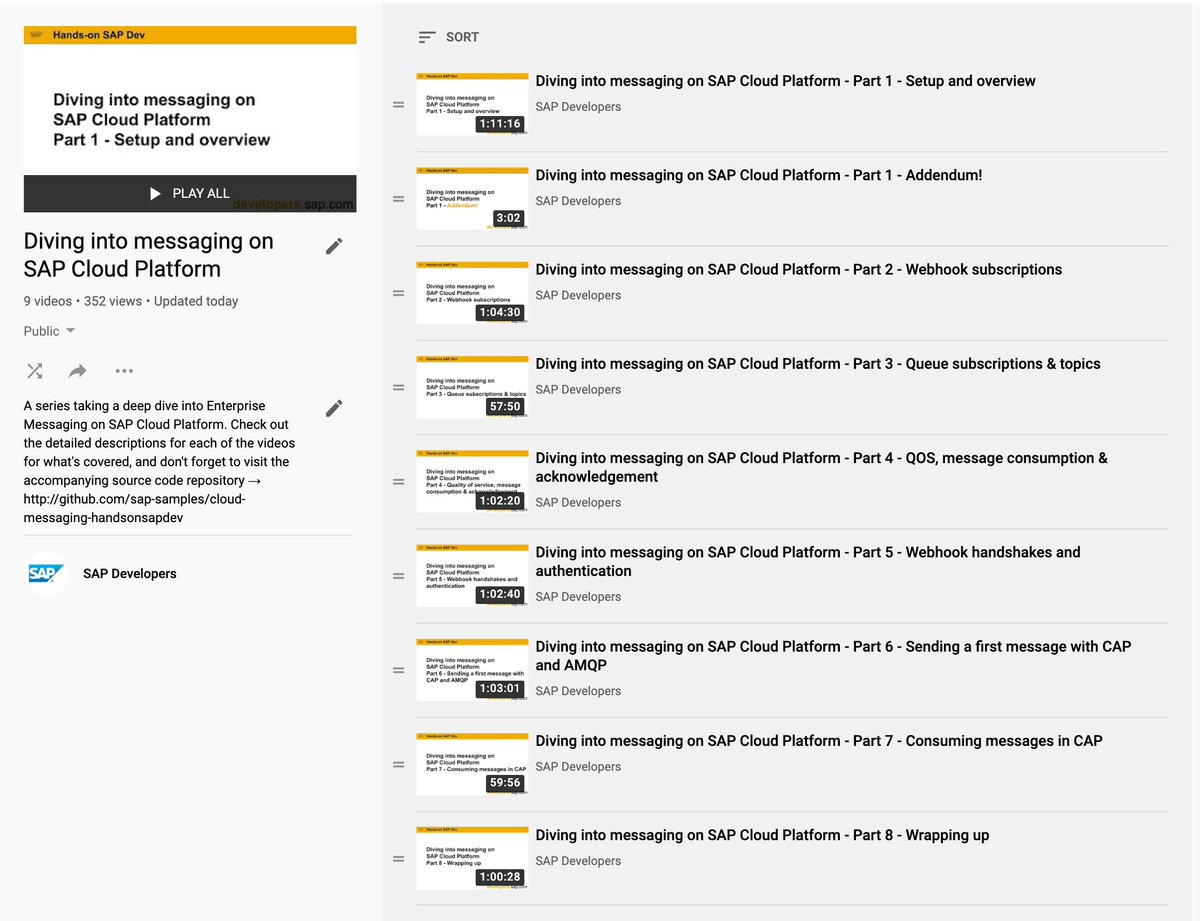 SAP Hands-on SAP Dev
Diving into messaging on
SAP Cloud Platform
Part 1 - Setup and overview
PLAY ALL
developers.sap.com
Diving into messaging on
SAP Cloud Platform
9 videos • 352 views • Updated today
Public
A series taking a deep dive into Enterprise
Messaging on SAP Cloud Platform. Check out
the detailed descriptions for each of the videos
for what's covered, and don't forget to visit the
accompanying source code repository →
http://github.com/sap-samples/cloud-
messaging-handsonsapdev
SAP
SAP Developers
SORT
Hands-on SAP Dev
Diving into messaging on
SAP Cloud Platform
Part 1 - Setup and overview
1:11:16
Diving into messaging on SAP Cloud Platform - Part 1 - Setup and overview
SAP Developers
Hands-on SAP Dev
Diving into messaging on
SAP Cloud Platform
Part 1 - Addendum!
3:02
Diving into messaging on SAP Cloud Platform - Part 1 - Addendum!
SAP Developers
Hands-on SAP Dev
Diving into messaging on
SAP Cloud Platform
Part 2 - Webhook subscriptions
1:04:30
Diving into messaging on SAP Cloud Platform - Part 2 - Webhook subscriptions
SAP Developers
Hands-on SAP Dev
Diving into messaging on
SAP Cloud Platform
Part 3 - Queue subscriptions & topics
57:50
Diving into messaging on SAP Cloud Platform - Part 3 - Queue subscriptions & topics
SAP Developers
Hands-on SAP Dev
Diving into messaging on
SAP Cloud Platform
Part 4 - Quality of service, message
consumption & acknowledgement
1:02:20
Diving into messaging on SAP Cloud Platform - Part 4 - QOS, message consumption &
acknowledgement
SAP Developers
Hands-on SAP Dev
Diving into messaging on
SAP Cloud Platform
Part 5 - Webhook handshakes and
authentication
1:02:40
Diving into messaging on SAP Cloud Platform - Part 5 - Webhook handshakes and
authentication
SAP Developers
Hands-on SAP Dev
Diving into messaging on
SAP Cloud Platform
Part 6 - Sending a first message with
CAP and AMQP
1:03:01
Diving into messaging on SAP Cloud Platform - Part 6 - Sending a first message with CAP
and AMQP
SAP Developers
Hands-on SAP Dev
Diving into messaging on
SAP Cloud Platform
Part 7 - Consuming messages in CAP
59:56
Diving into messaging on SAP Cloud Platform - Part 7 - Consuming messages in CAP
SAP Developers
Hands-on SAP Dev
Diving into messaging on
SAP Cloud Platform
Part 8 - Wrapping up
1:00:28
Diving into messaging on SAP Cloud Platform - Part 8 - Wrapping up
SAP Developers